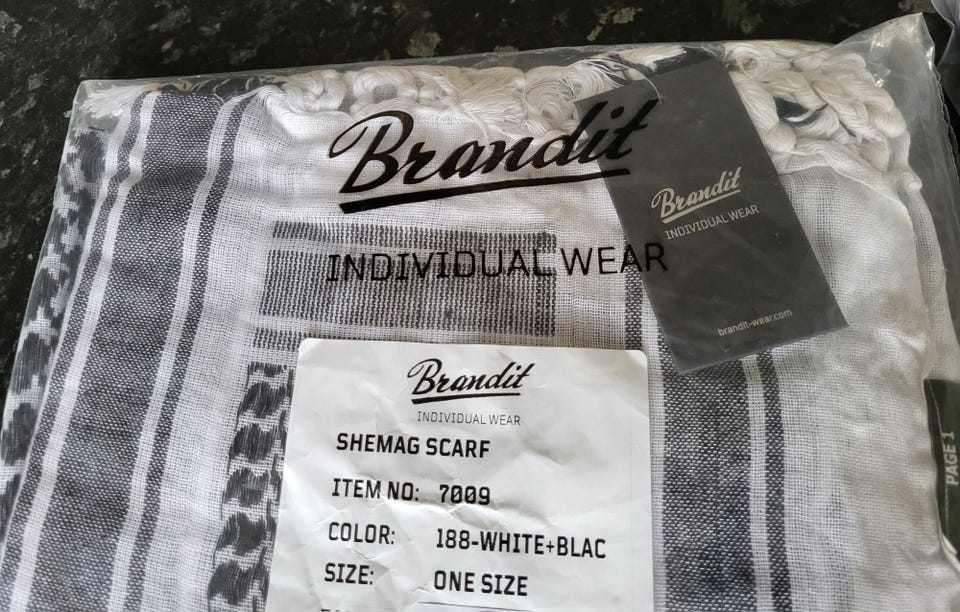 Brandit
INDIVIDUAL WEAR
Brandit
INDIVIDUAL WEAR
brandit-wear.com
Brandit
INDIVIDUAL WEAR
SHEMAG SCARF
ITEM NO: 7009
COLOR: 188-WHITE+BLAC
SIZE: ONE SIZE
PAGE 1